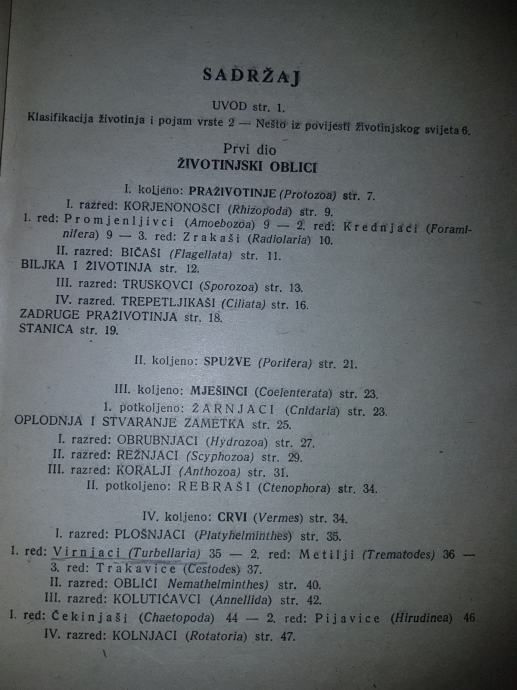 SADRŽAJ
UVOD str. 1.
Klasifikacija životinja i pojam vrste 2 — Nešto iz povijesti životinjskog svijeta 6.
Prvi dio
ŽIVOTINJSKI OBLICI
I. koljeno: PRAŽIVOTINJE (Protozoa) str. 7.
I. razred: KORJENONOŠCI (Rhizopoda) str. 9.
1. red: Promjenljivci (Amoebozoa) 9 — 2. red: Krednjaci (Forami-
nifera) 9 — 3. red: Zrakaši (Radiolaria) 10.
II. razred: BIČAŠI (Flagellata) str. 11.
BILJKA I ŽIVOTINJA str. 12.
III. razred: TRUSKOVCI (Sporozoa) str. 13.
IV. razred. TREPETLJIKAŠI (Ciliata) str. 16.
ZADRUGE PRAŽIVOTINJA str. 18.
STANICA str. 19.
II. koljeno: SPUŽVE (Porifera) str. 21.
III. koljeno: MJEŠINCI (Coelenterata) str. 23.
1. potkoljeno: ŽARNJACI (Cnidaria) str. 23.
OPLODNJA I STVARANJE ZAMETKA str. 25.
I. razred: OBRUBNJACI (Hydrozoa) str. 27.
II. razred: REŽNJACI (Scyphozoa) str. 29.
III. razred: KORALJI (Anthozoa) str. 31.
II. potkoljeno: REBRAŠI (Ctenophora) str. 34.
IV. koljeno: CRVI (Vermes) str. 34.
I. razred: PLOŠNJACI (Platyhelminthes) str. 35.
I. red: Virnjaci (Turbellaria) 35 — 2. red: Metilji (Trematodes) 36 —
3. red: Trakavice (Cestodes) 37.
II. razred: OBLIĆI Nemathelminthes) str. 40.
III. razred: KOLUTIĆAVCI (Annellida) str. 42.
I. red: Čekinjaši (Chaetopoda) 44 — 2. red: Pijavice (Hirudinea) 46
IV. razred: KOLNJACI (Rotatoria) str. 47.